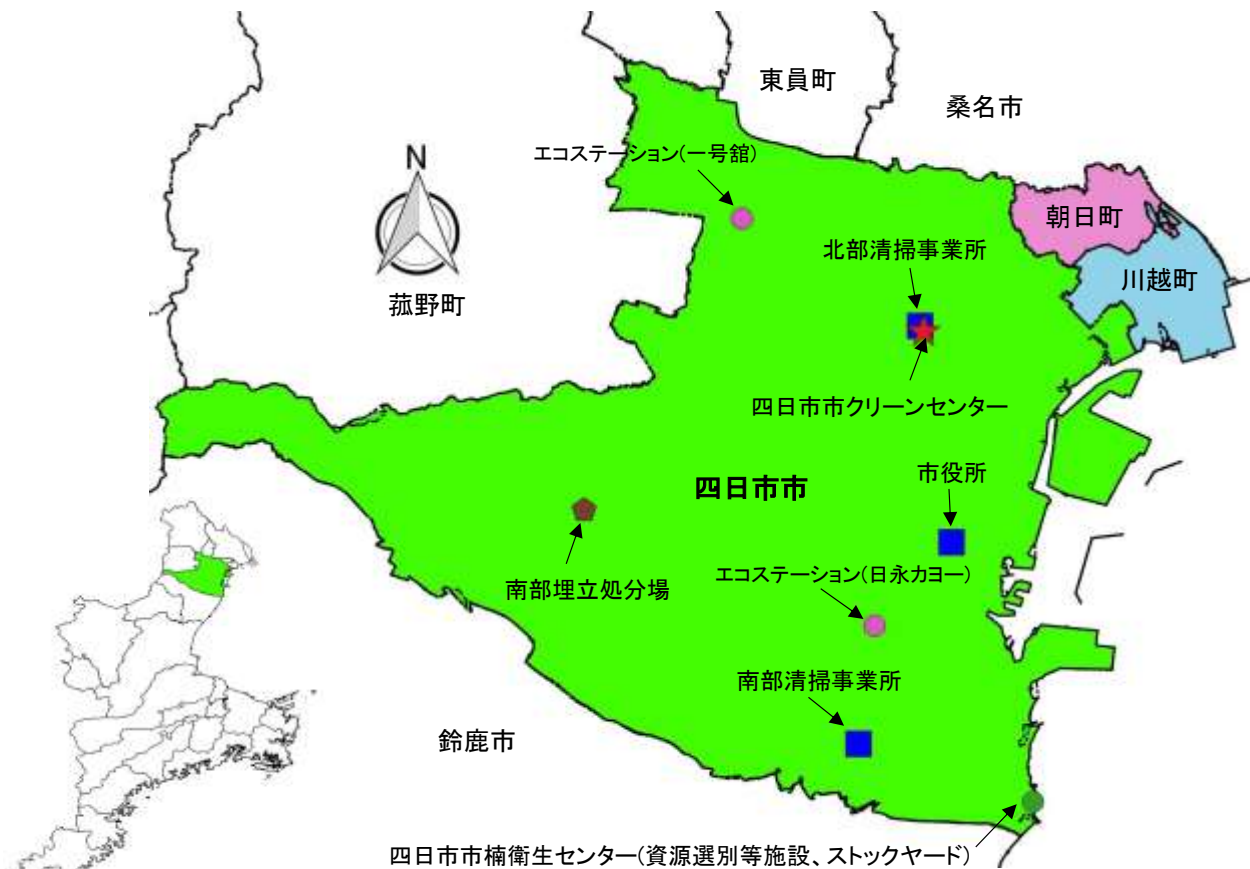 東員町
桑名市
エコステーション(一号舘)
N
朝日町
北部清掃事業所
川越町
菰野町
四日市市クリーンセンター
市役所
四日市市
エコステーション(日永カヨー)
南部埋立処分場
南部清掃事業所
鈴鹿市
四日市市楠衛生センター(資源選別等施設、ストックヤード)